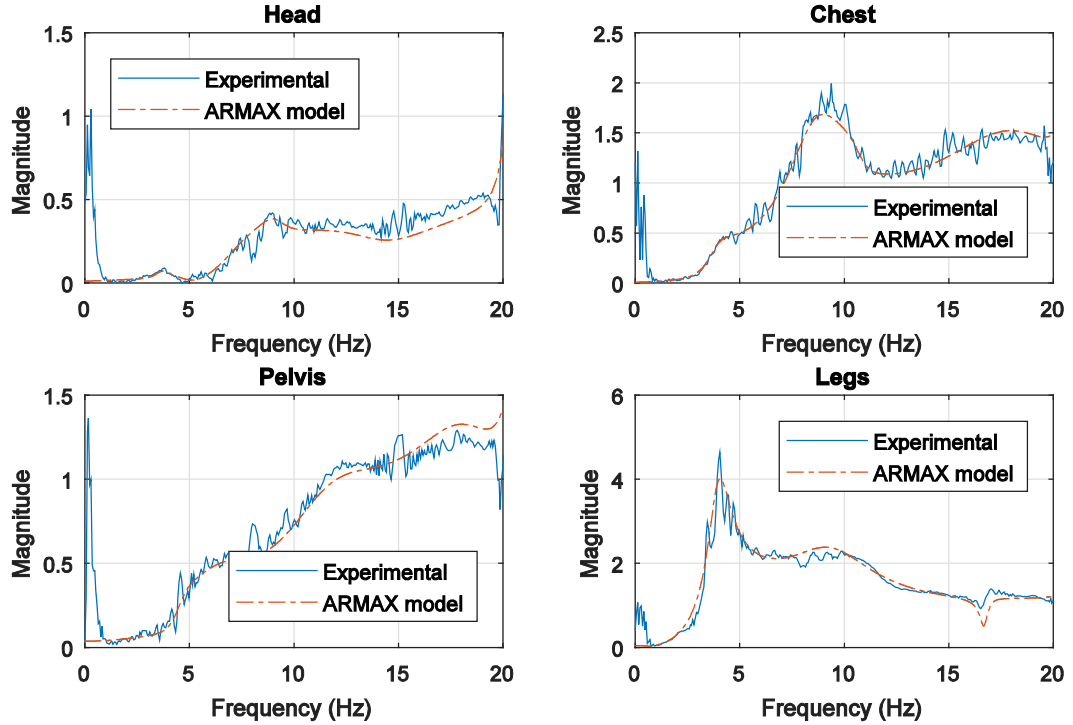 Head
1.5
1
0.5
0
Magnitude
Experimental
ARMAX model
0 5 10 15 20
Frequency (Hz)
Chest
2.5
2
1.5
1
0.5
0
Magnitude
Experimental
ARMAX model
0 5 10 15 20
Frequency (Hz)
Pelvis
1.5
1
0.5
0
Magnitude
Experimental
ARMAX model
0 5 10 15 20
Frequency (Hz)
Legs
6
4
2
0
Magnitude
Experimental
ARMAX model
0 5 10 15 20
Frequency (Hz)